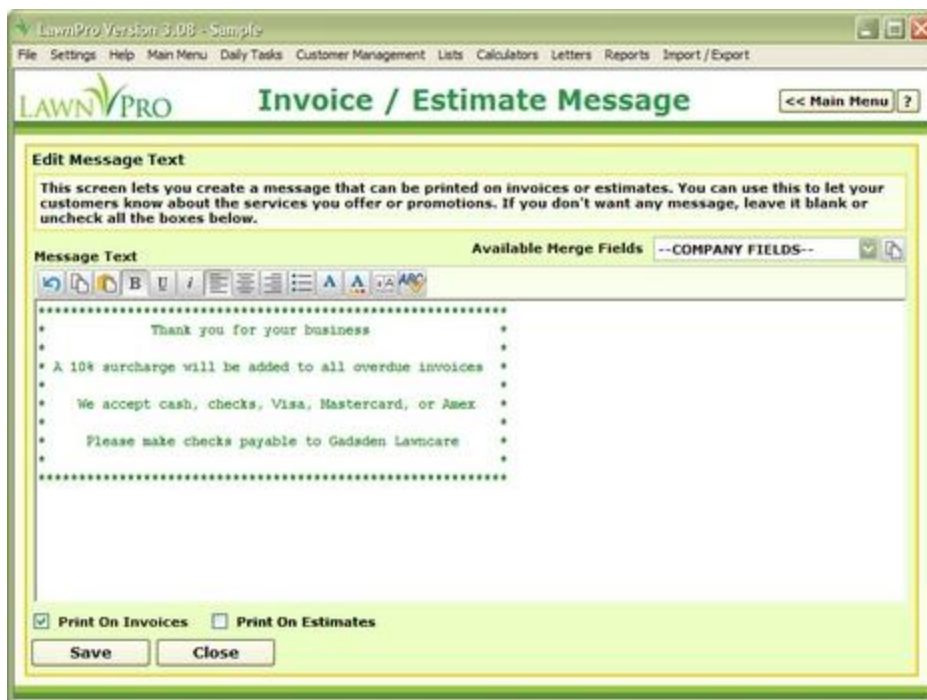 LawnPro Version 3.08 - Sample
File Settings Help Main Menu Daily Tasks Customer Management Lists Calculators Letters Reports Import / Export
LAWN PRO Invoice / Estimate Message << Main Menu ?
Edit Message Text
This screen lets you create a message that can be printed on invoices or estimates. You can use this to let your
customers know about the services you offer or promotions. If you don't want any message, leave it blank or
uncheck all the boxes below.
Available Merge Fields --COMPANY FIELDS--
Message Text
B U i A A A ABC
**********************************************************
* Thank you for your business *
* *
* A 10% surcharge will be added to all overdue invoices *
* *
* We accept cash, checks, Visa, Mastercard, or Amex *
* *
* Please make checks payable to Gadsden Lawncare *
* *
**********************************************************
Print On Invoices Print On Estimates
Save Close